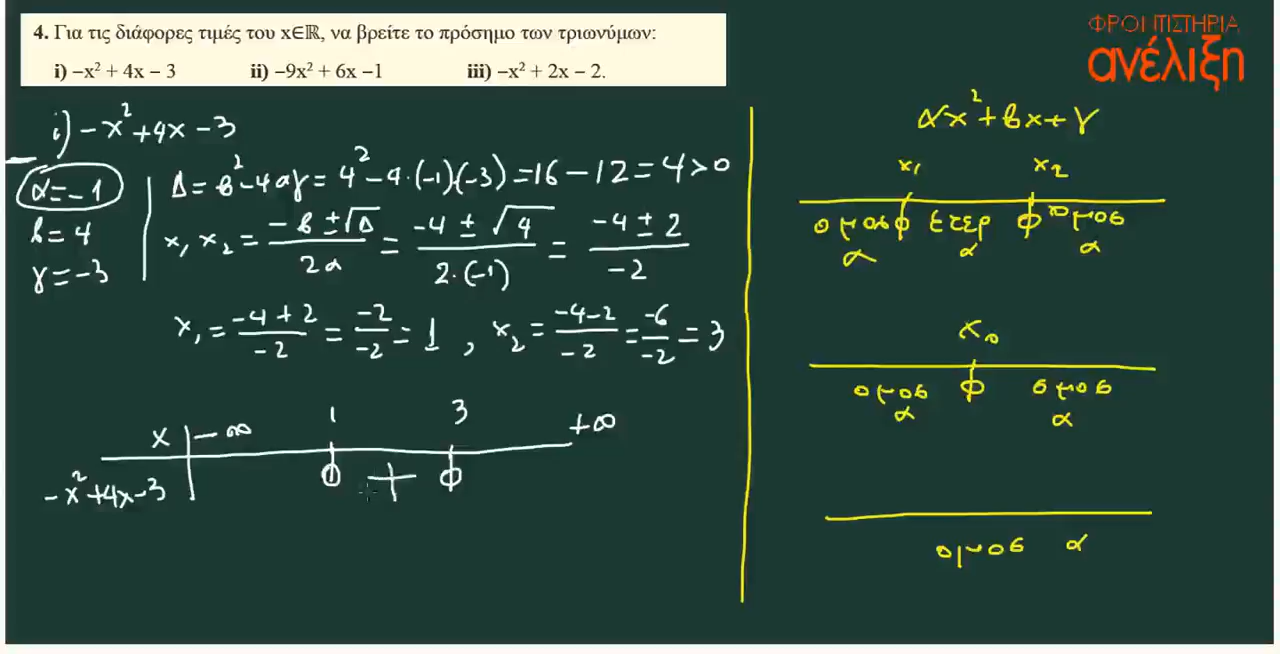 4. Για τις διάφορες τιμές του x∈ℝ, να βρείτε το πρόσημο των τριωνύμων:
i) −x² + 4x − 3 ii) −9x² + 6x −1 iii) −x² + 2x − 2.
ΦΡΟΝΤΙΣΤΗΡΙΑ
ανέλιξη
i) −x² + 4x − 3
α = −1
β = 4
γ = −3
Δ = β² − 4αγ = 4² − 4·(−1)(−3) = 16 − 12 = 4 > 0
x₁ x₂ = (−β ± √Δ)/(2α) = (−4 ± √4)/(2·(−1)) = (−4 ± 2)/(−2)
x₁ = (−4 + 2)/(−2) = (−2)/(−2) = 1 , x₂ = (−4−2)/(−2) = (−6)/(−2) = 3
x −∞ 1 3 +∞
−x² + 4x − 3 0 + 0
αx² + βx + γ
x₁ x₂
ομοσ 0 ετερ 0 ομοσ
α α α
x₀
ομοσ 0 ομοσ
α α
ομοσ α